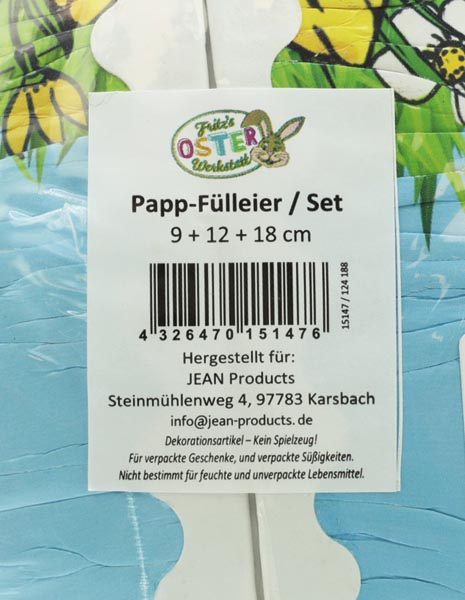 Fritz's
OSTER
Werkstatt
Papp-Fülleier / Set
9 + 12 + 18 cm
4 326470 151476
15147 / 124 188
Hergestellt für:
JEAN Products
Steinmühlenweg 4, 97783 Karsbach
info@jean-products.de
Dekorationsartikel – Kein Spielzeug!
Für verpackte Geschenke, und verpackte Süßigkeiten.
Nicht bestimmt für feuchte und unverpackte Lebensmittel.